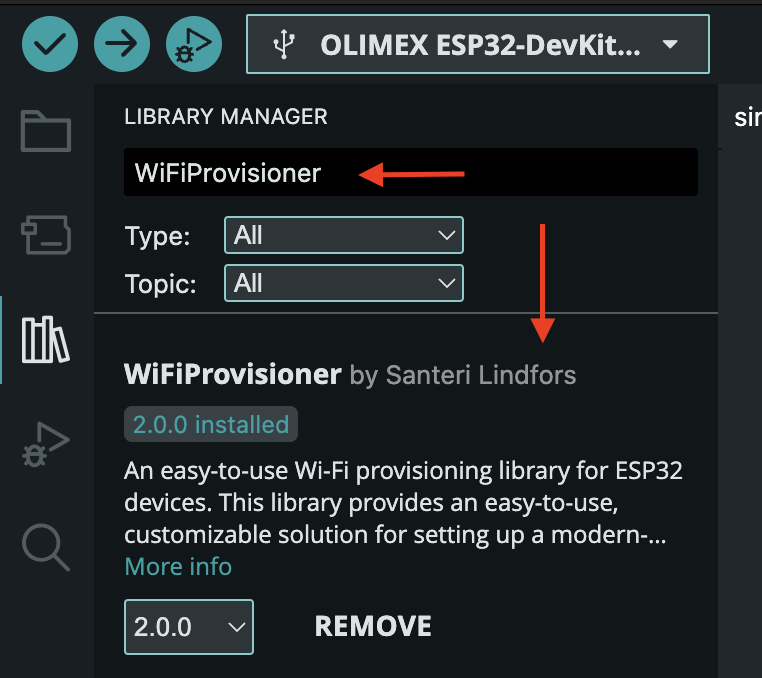 OLIMEX ESP32-DevKit...
LIBRARY MANAGER
sir
WiFiProvisioner
Type: All
Topic: All
WiFiProvisioner by Santeri Lindfors
2.0.0 installed
An easy-to-use Wi-Fi provisioning library for ESP32
devices. This library provides an easy-to-use,
customizable solution for setting up a modern-...
More info
2.0.0 REMOVE